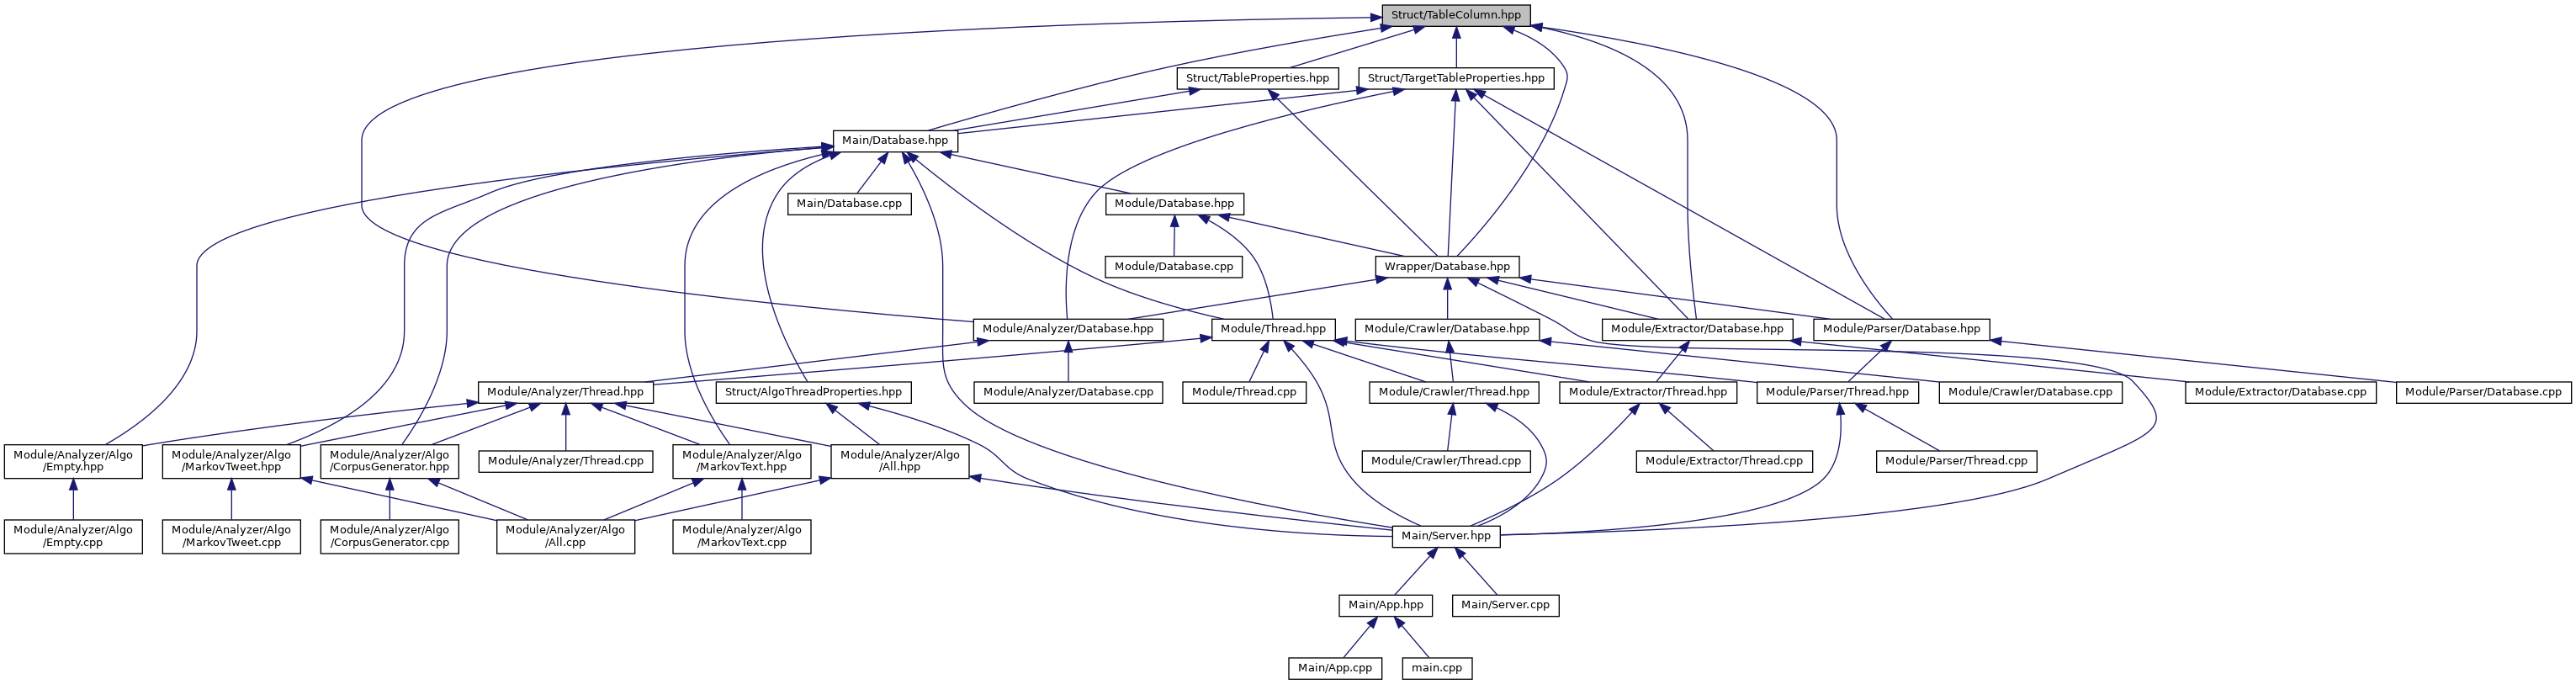 Struct/TableColumn.hpp
Struct/TableProperties.hpp
Struct/TargetTableProperties.hpp
Main/Database.hpp
Main/Database.cpp
Module/Database.hpp
Module/Database.cpp
Wrapper/Database.hpp
Module/Analyzer/Database.hpp
Module/Thread.hpp
Module/Crawler/Database.hpp
Module/Extractor/Database.hpp
Module/Parser/Database.hpp
Module/Analyzer/Thread.hpp
Struct/AlgoThreadProperties.hpp
Module/Analyzer/Database.cpp
Module/Thread.cpp
Module/Crawler/Thread.hpp
Module/Extractor/Thread.hpp
Module/Parser/Thread.hpp
Module/Crawler/Database.cpp
Module/Extractor/Database.cpp
Module/Parser/Database.cpp
Module/Analyzer/Algo
/Empty.hpp
Module/Analyzer/Algo
/MarkovTweet.hpp
Module/Analyzer/Algo
/CorpusGenerator.hpp
Module/Analyzer/Thread.cpp
Module/Analyzer/Algo
/MarkovText.hpp
Module/Analyzer/Algo
/All.hpp
Module/Crawler/Thread.cpp
Module/Extractor/Thread.cpp
Module/Parser/Thread.cpp
Module/Analyzer/Algo
/Empty.cpp
Module/Analyzer/Algo
/MarkovTweet.cpp
Module/Analyzer/Algo
/CorpusGenerator.cpp
Module/Analyzer/Algo
/All.cpp
Module/Analyzer/Algo
/MarkovText.cpp
Main/Server.hpp
Main/App.hpp
Main/Server.cpp
Main/App.cpp
main.cpp